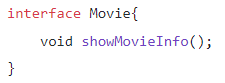 interface Movie{
    void showMovieInfo();
}